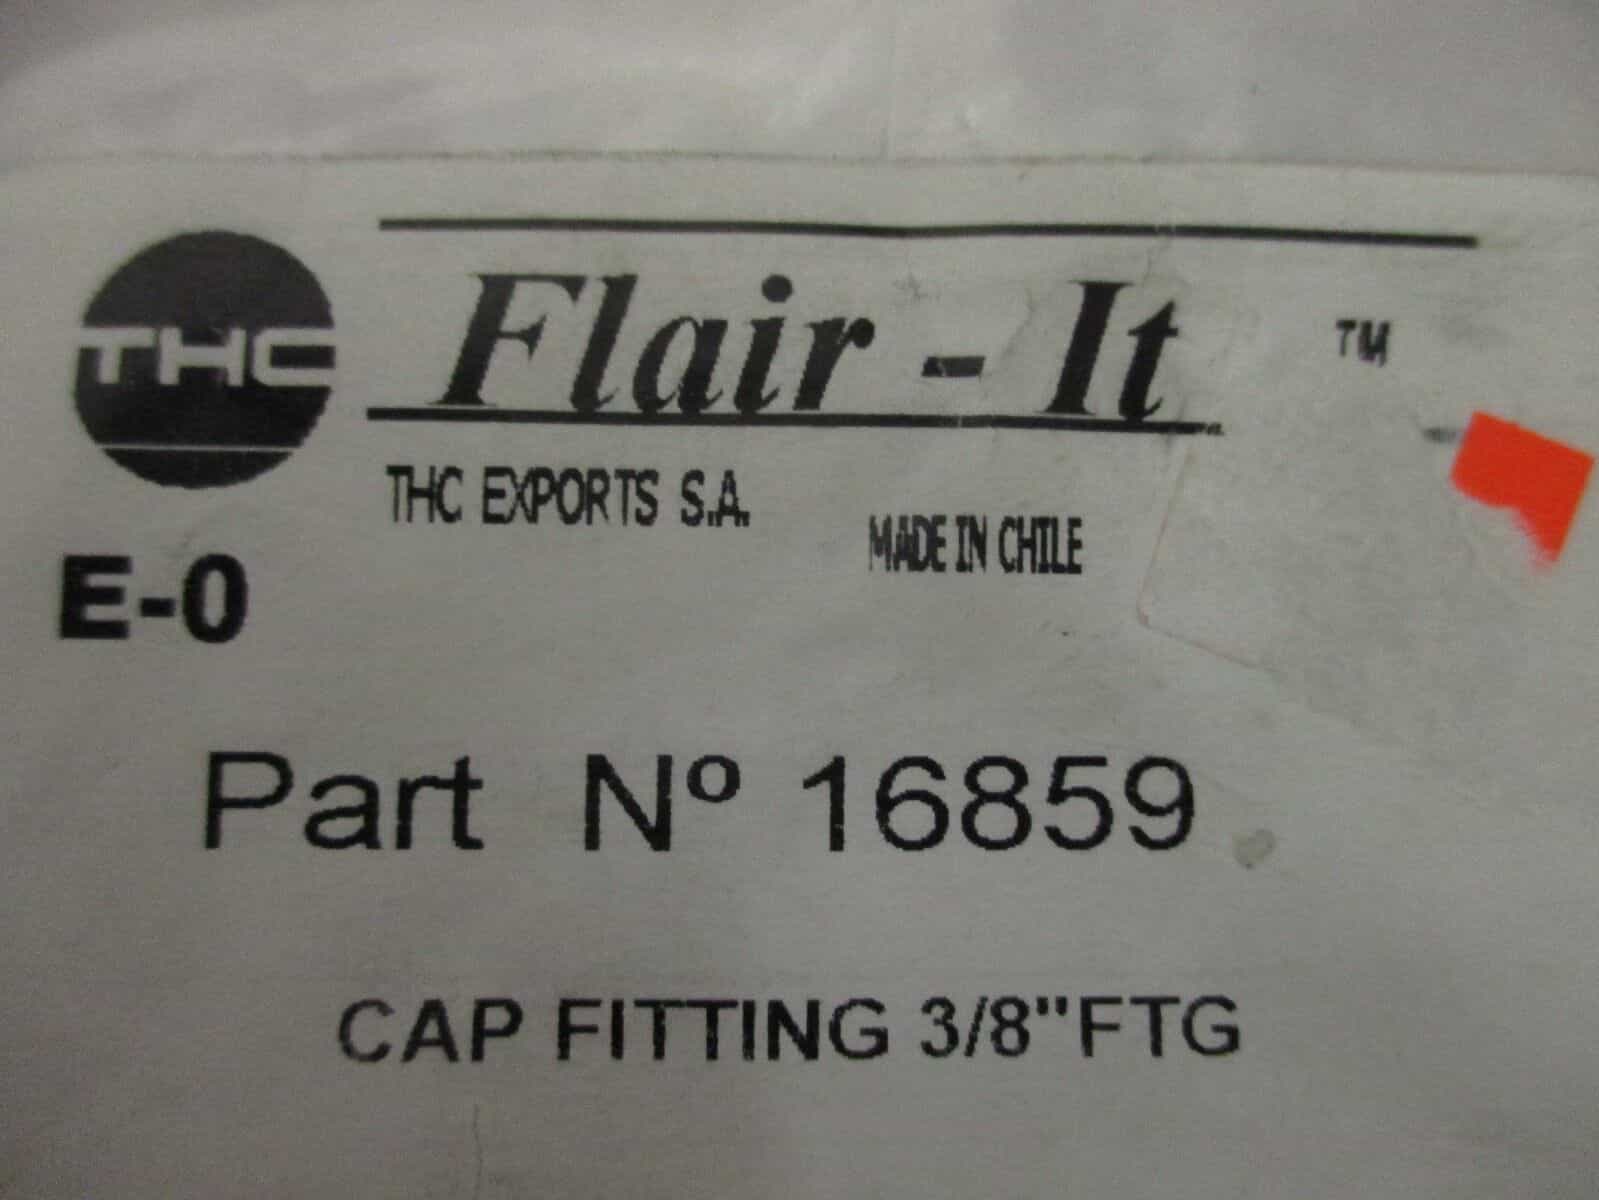 THC
Flair - It ™
THC EXPORTS S.A.
MADE IN CHILE
E-0
Part Nº 16859
CAP FITTING 3/8"FTG